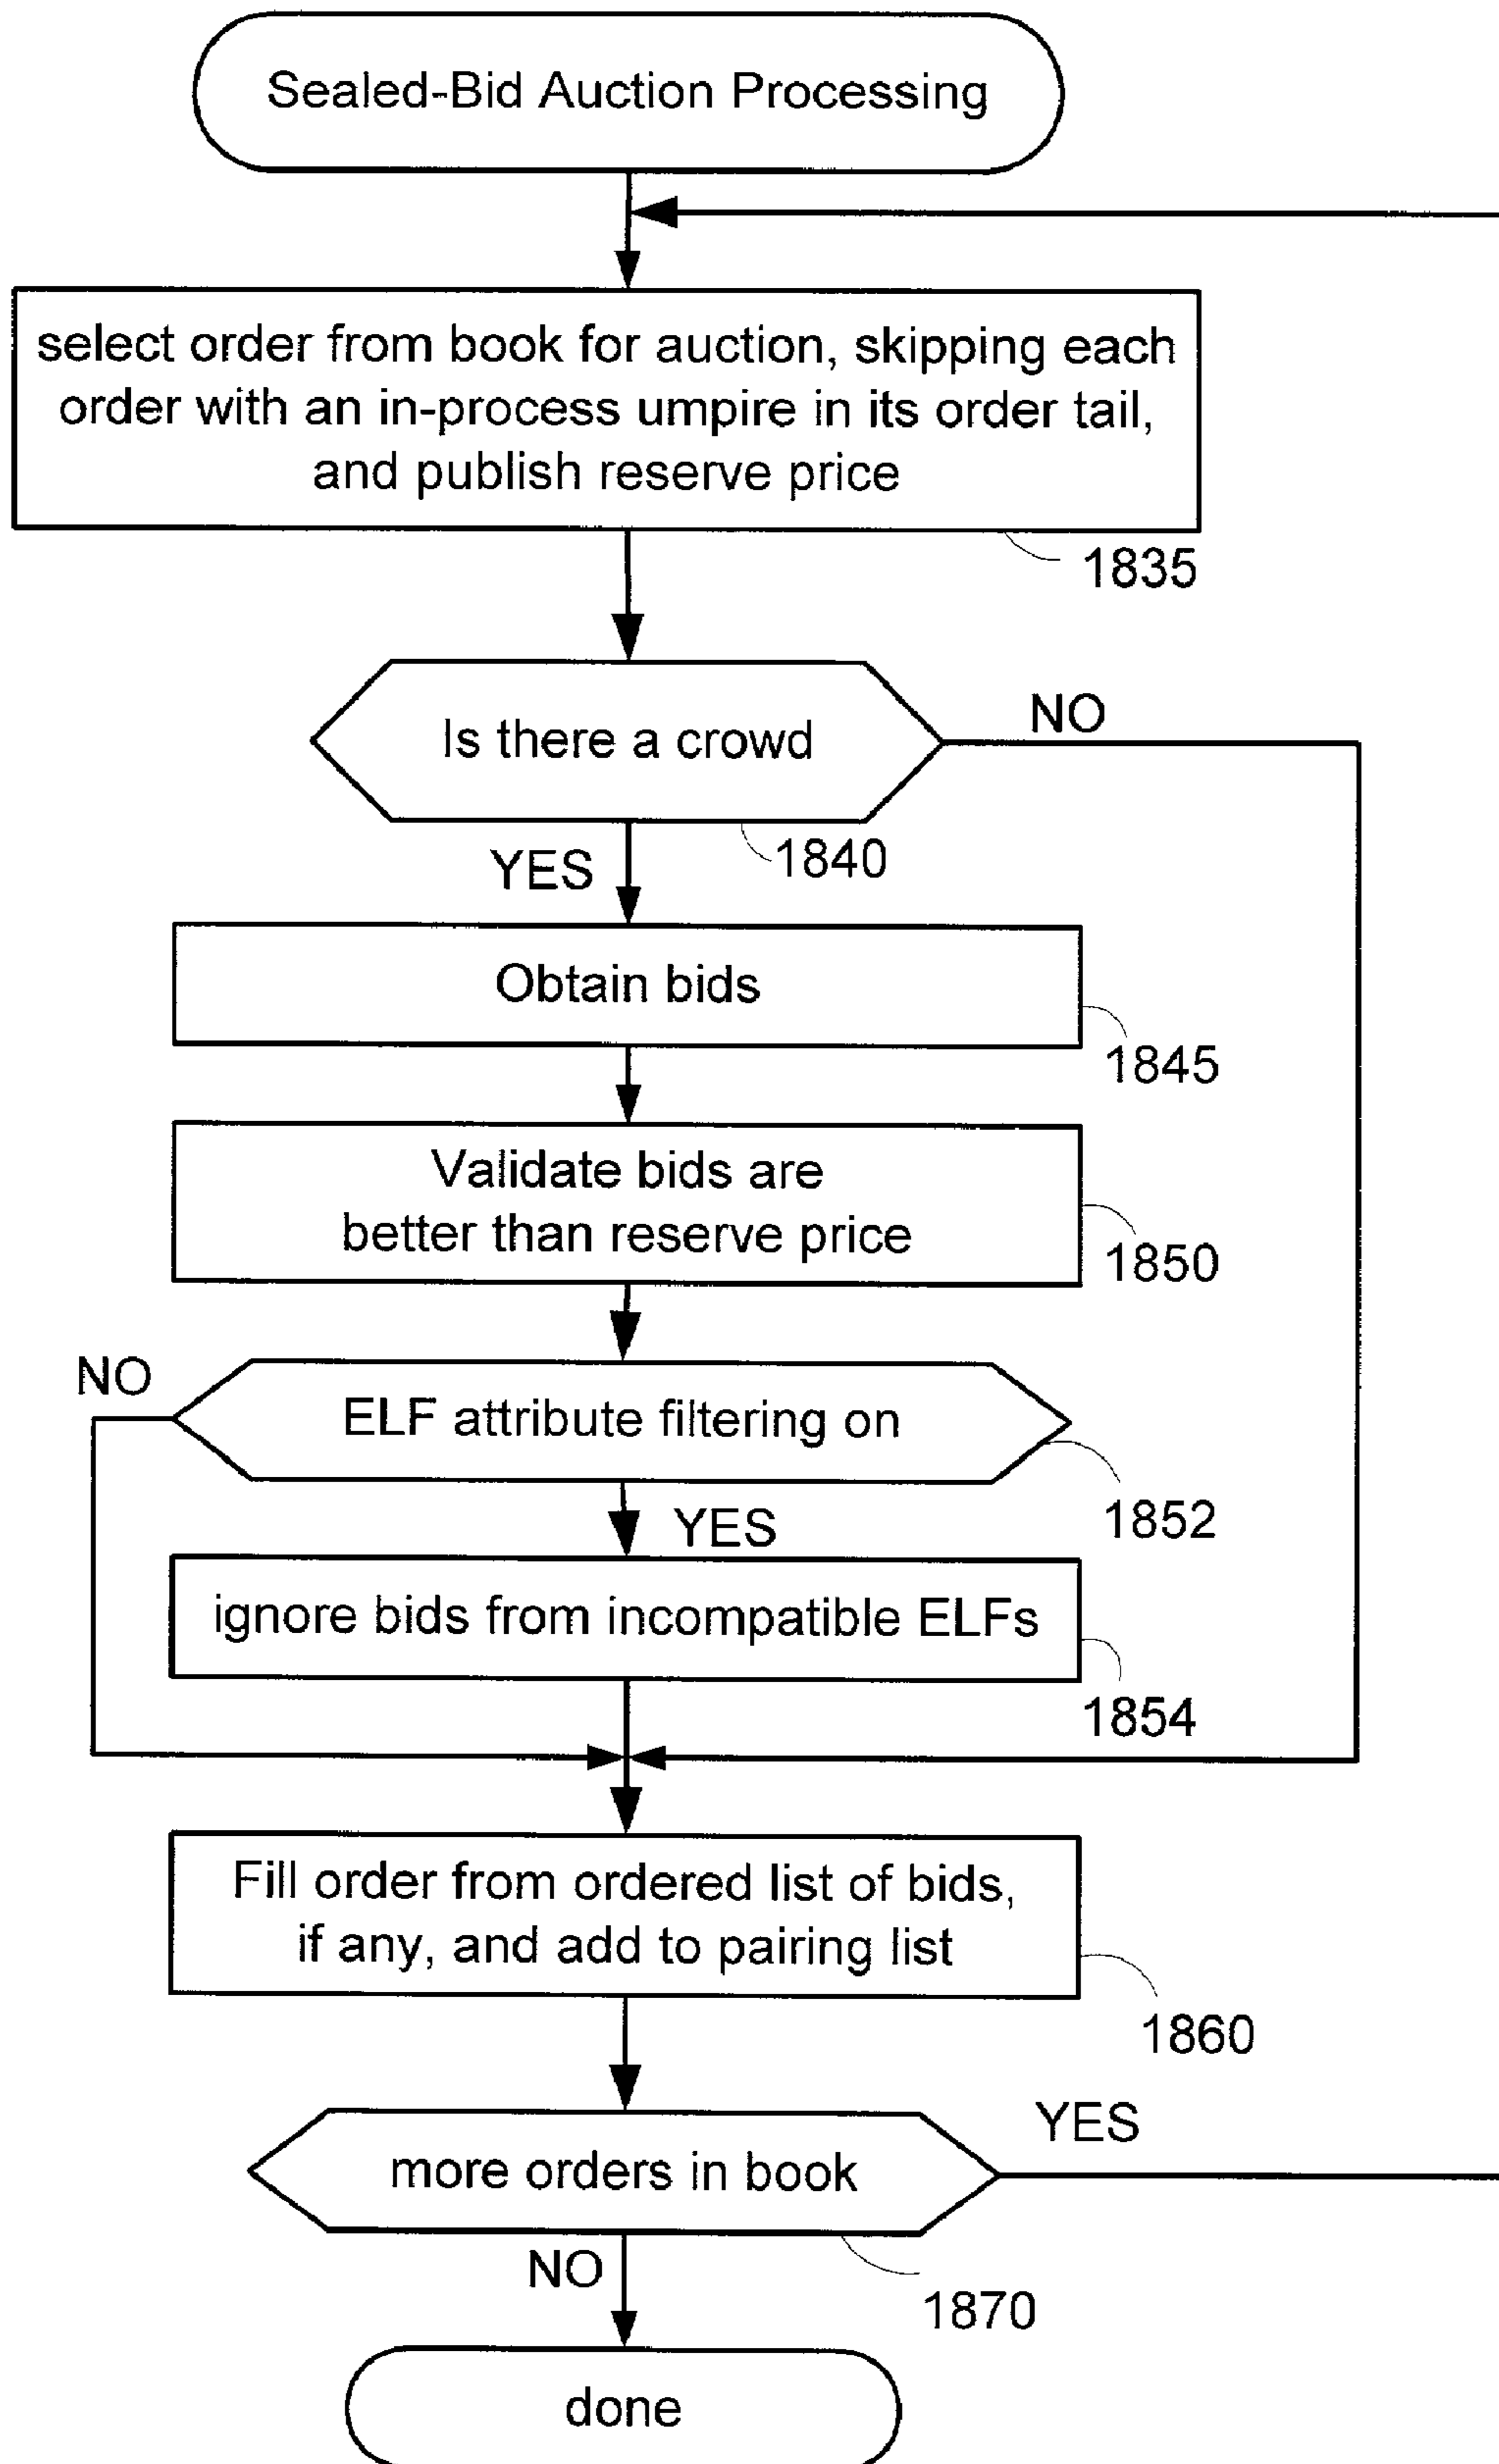 Sealed-Bid Auction Processing
select order from book for auction, skipping each
order with an in-process umpire in its order tail,
and publish reserve price
1835
Is there a crowd
NO
YES
1840
Obtain bids
1845
Validate bids are
better than reserve price
1850
NO
ELF attribute filtering on
1852
YES
ignore bids from incompatible ELFs
1854
Fill order from ordered list of bids,
if any, and add to pairing list
1860
more orders in book
YES
NO
1870
done